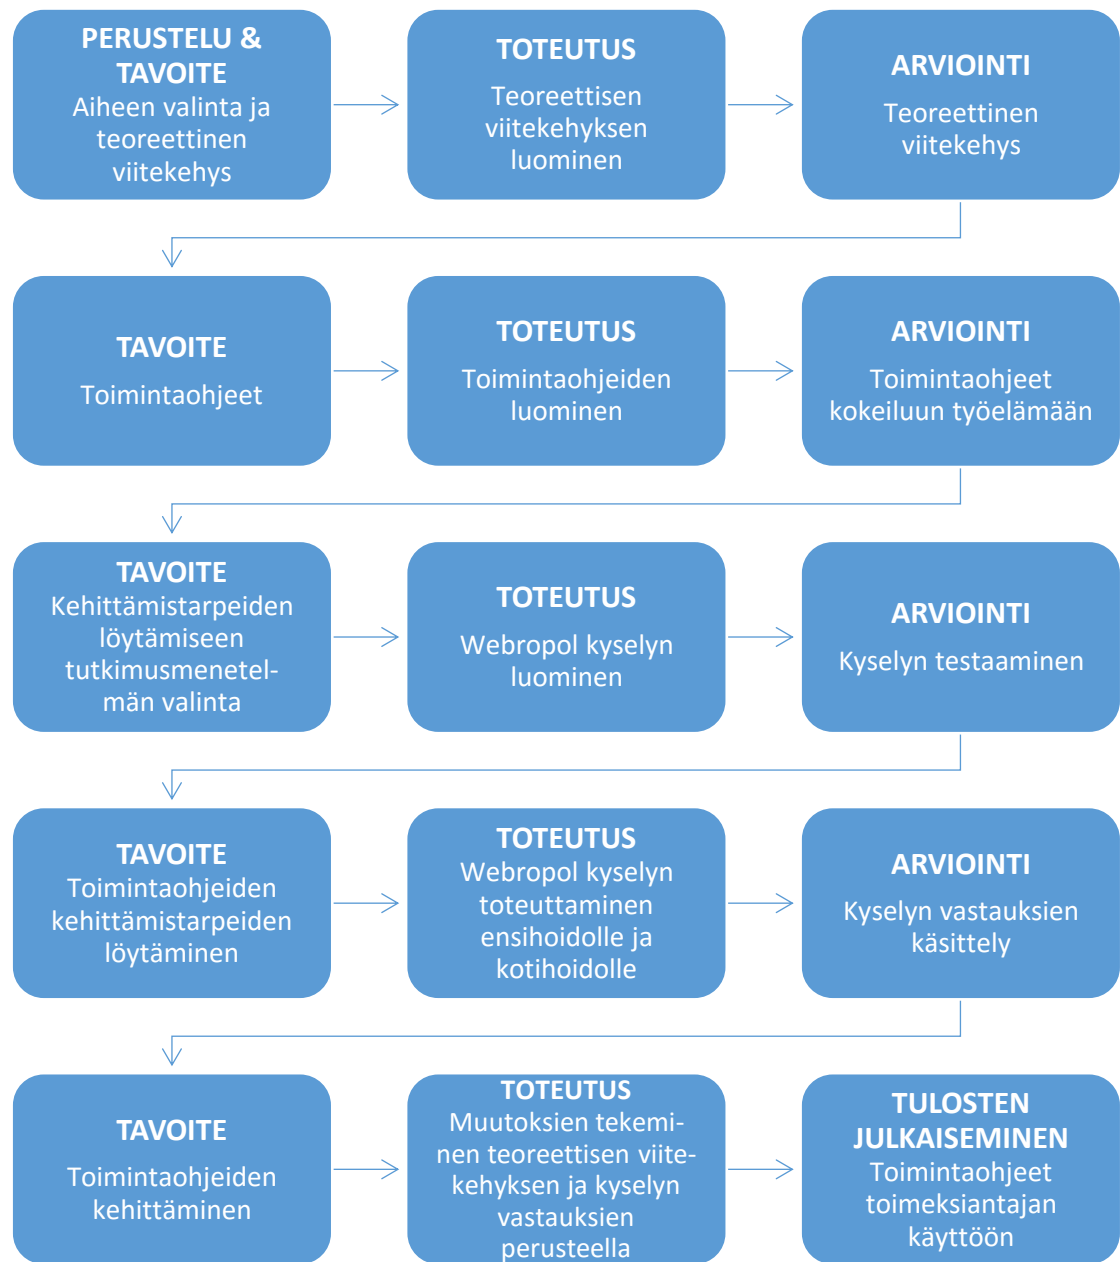 PERUSTELU &
TAVOITE
Aiheen valinta ja
teoreettinen
viitekehys
TOTEUTUS
Teoreettisen
viitekehyksen
luominen
ARVIOINTI
Teoreettinen
viitekehys
TAVOITE
Toimintaohjeet
TOTEUTUS
Toimintaohjeiden
luominen
ARVIOINTI
Toimintaohjeet
kokeiluun työelämään
TAVOITE
Kehittämistarpeiden
löytämiseen
tutkimusmenetel-
män valinta
TOTEUTUS
Webropol kyselyn
luominen
ARVIOINTI
Kyselyn testaaminen
TAVOITE
Toimintaohjeiden
kehittämistarpeiden
löytäminen
TOTEUTUS
Webropol kyselyn
toteuttaminen
ensihoidolle ja
kotihoidolle
ARVIOINTI
Kyselyn vastauksien
käsittely
TAVOITE
Toimintaohjeiden
kehittäminen
TOTEUTUS
Muutoksien tekemi-
nen teoreettisen viite-
kehyksen ja kyselyn
vastauksien
perusteella
TULOSTEN
JULKAISEMINEN
Toimintaohjeet
toimeksiantajan
käyttöön